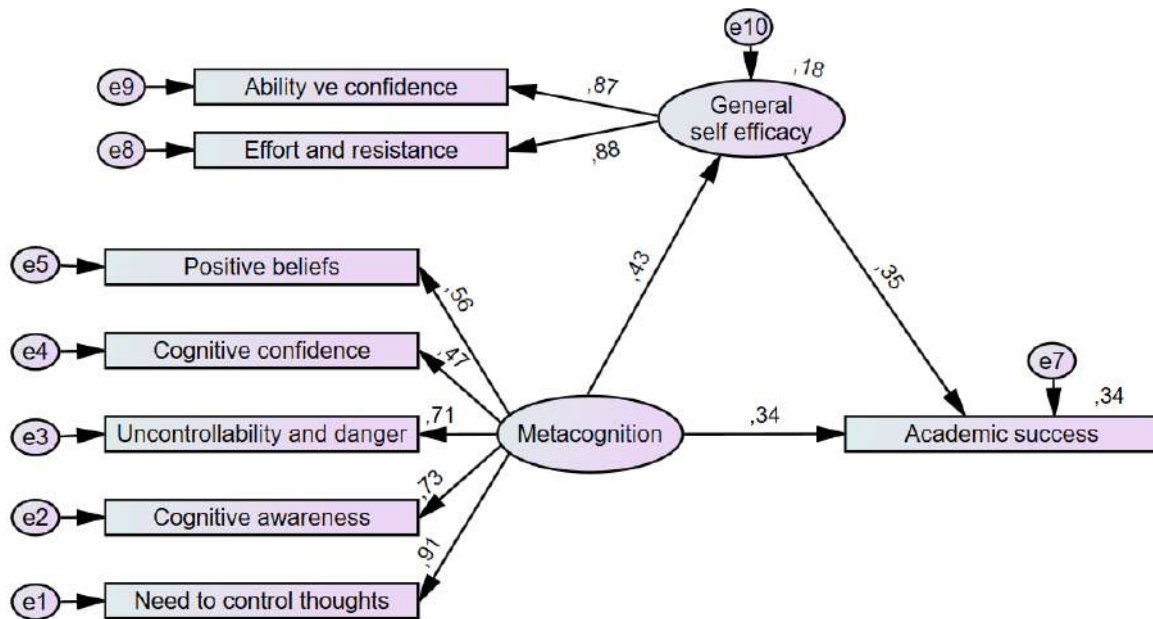 e10
,18
e9
Ability ve confidence
,87
General
self efficacy
e8
Effort and resistance
,88
e5
Positive beliefs
,56
,43
,35
e4
Cognitive confidence
,47
e7
,34
e3
Uncontrollability and danger
,71
Metacognition
,34
Academic success
e2
Cognitive awareness
,73
,91
e1
Need to control thoughts